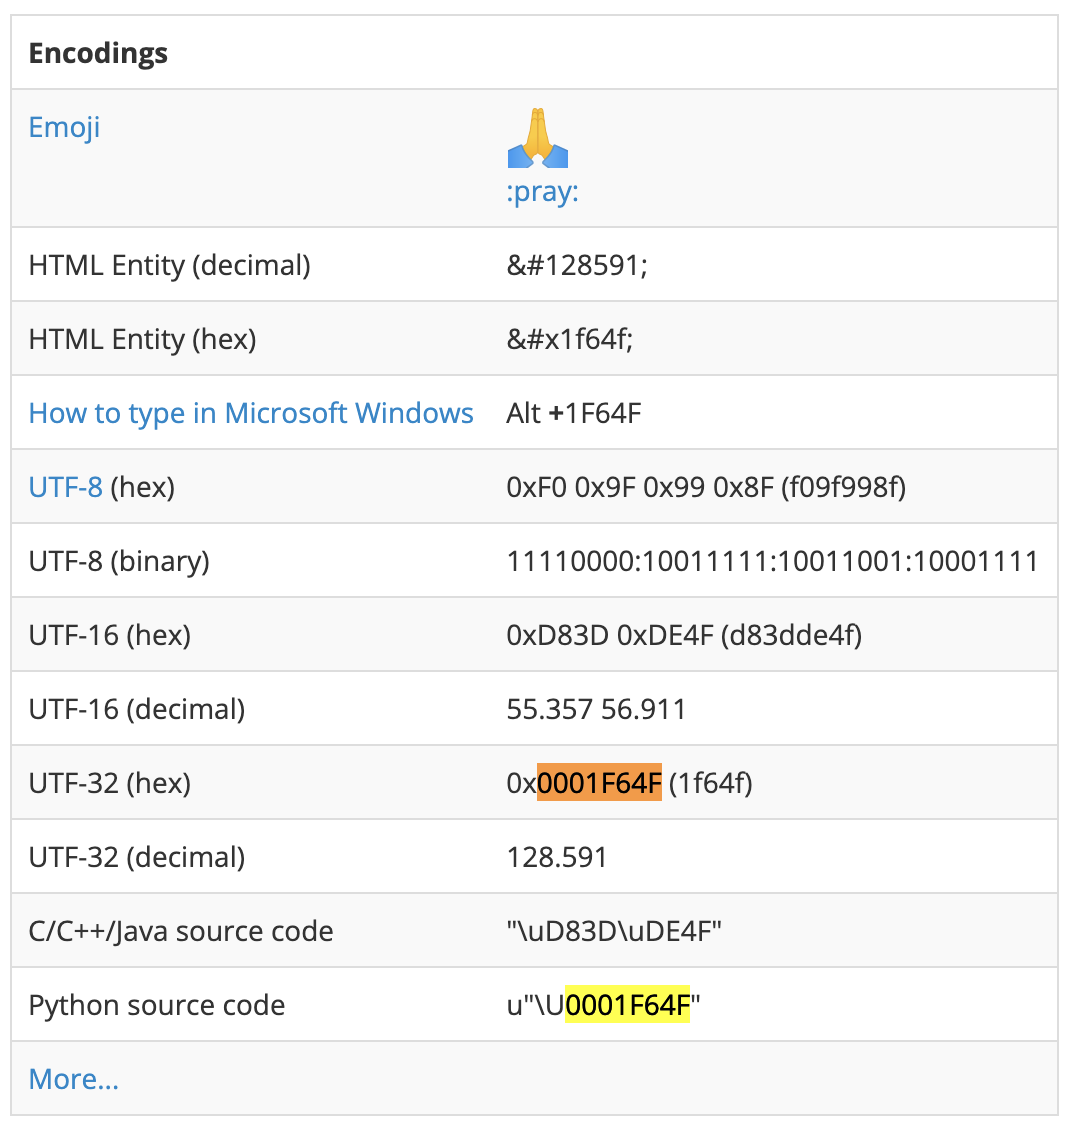 Encodings
Emoji
:pray:
HTML Entity (decimal) &#128591;
HTML Entity (hex) &#x1f64f;
How to type in Microsoft Windows Alt +1F64F
UTF-8 (hex) 0xF0 0x9F 0x99 0x8F (f09f998f)
UTF-8 (binary) 11110000:10011111:10011001:10001111
UTF-16 (hex) 0xD83D 0xDE4F (d83dde4f)
UTF-16 (decimal) 55.357 56.911
UTF-32 (hex) 0x0001F64F (1f64f)
UTF-32 (decimal) 128.591
C/C++/Java source code "\uD83D\uDE4F"
Python source code u"\U0001F64F"
More...